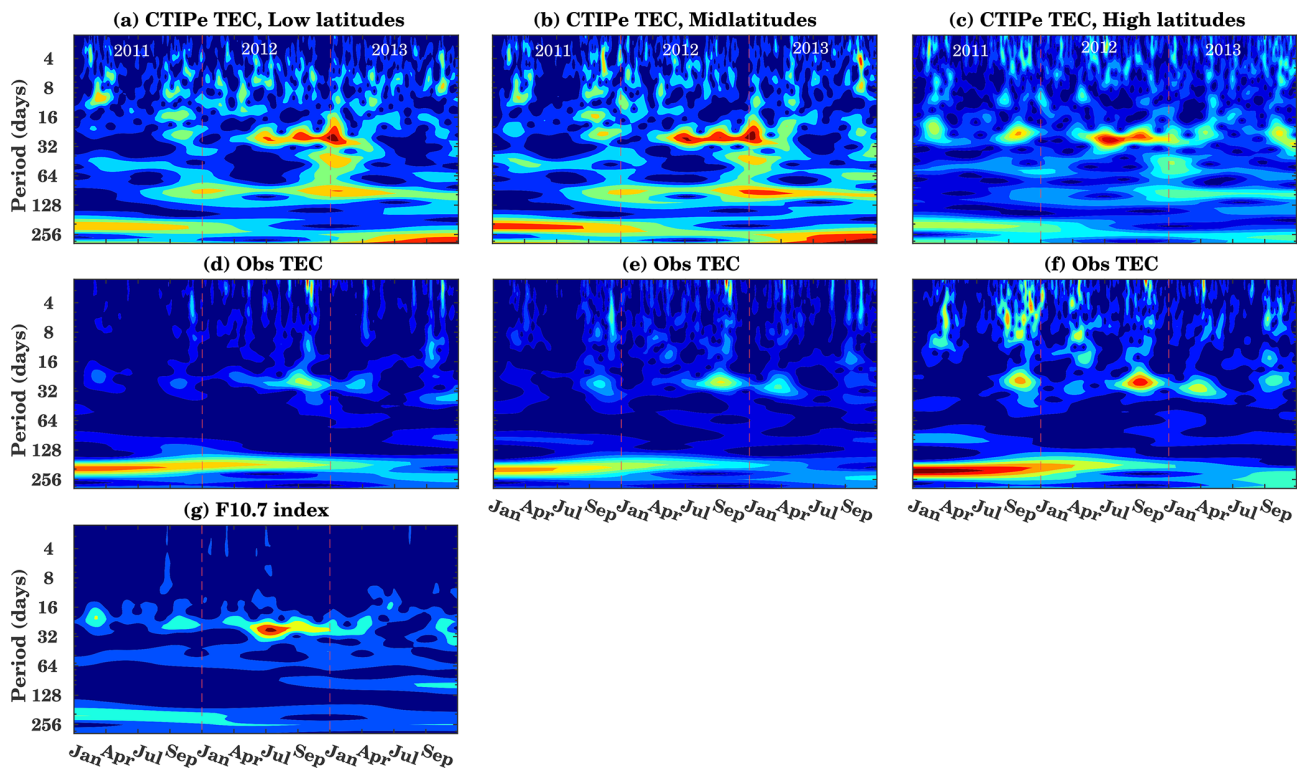 (a) CTIPe TEC, Low latitudes
(b) CTIPe TEC, Midlatitudes
(c) CTIPe TEC, High latitudes
2011 2012 2013
2011 2012 2013
2011 2012 2013
Period (days)
4
8
16
32
64
128
256
(d) Obs TEC
(e) Obs TEC
(f) Obs TEC
Period (days)
4
8
16
32
64
128
256
Jan Apr Jul Sep Jan Apr Jul Sep Jan Apr Jul Sep
Jan Apr Jul Sep Jan Apr Jul Sep Jan Apr Jul Sep
(g) F10.7 index
Period (days)
4
8
16
32
64
128
256
Jan Apr Jul Sep Jan Apr Jul Sep Jan Apr Jul Sep